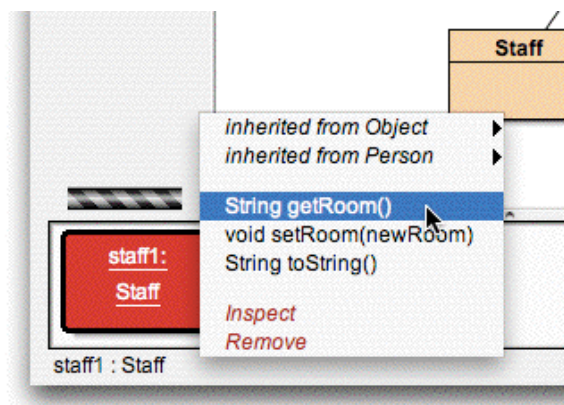 Staff
inherited from Object
inherited from Person
String getRoom()
void setRoom(newRoom)
String toString()
Inspect
Remove
staff1:
Staff
staff1 : Staff